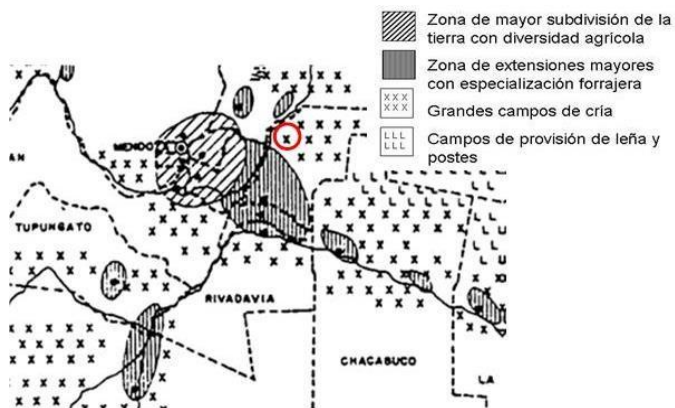 Zona de mayor subdivisión de la
tierra con diversidad agrícola
Zona de extensiones mayores
con especialización forrajera
Grandes campos de cría
Campos de provisión de leña y
postes
AN
TUPUNGATO
RIVADAVIA
CHACABUCO
LA